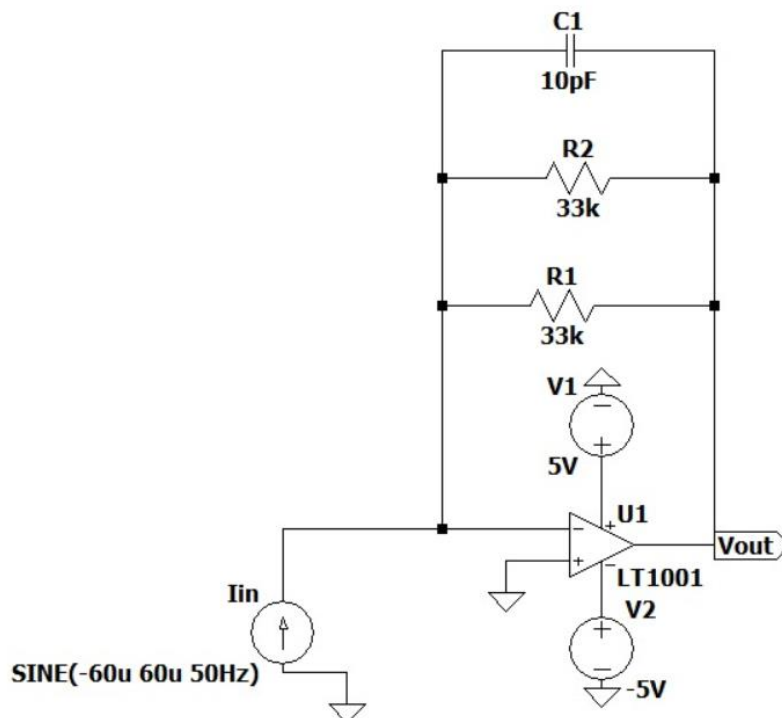 C1
10pF
R2
33k
R1
33k
V1
5V
U1
Vout
LT1001
Iin
V2
SINE(-60u 60u 50Hz)
-5V